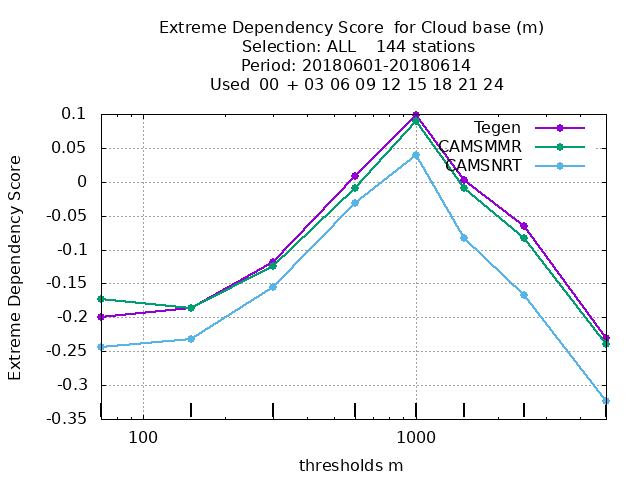 Extreme Dependency Score  for Cloud base (m)
Selection: ALL    144 stations
Period: 20180601-20180614
Used  00 + 03 06 09 12 15 18 21 24
Tegen
CAMSMMR
CAMSNRT
0.1
0.05
0
-0.05
-0.1
-0.15
-0.2
-0.25
-0.3
-0.35
Extreme Dependency Score
100
1000
thresholds m